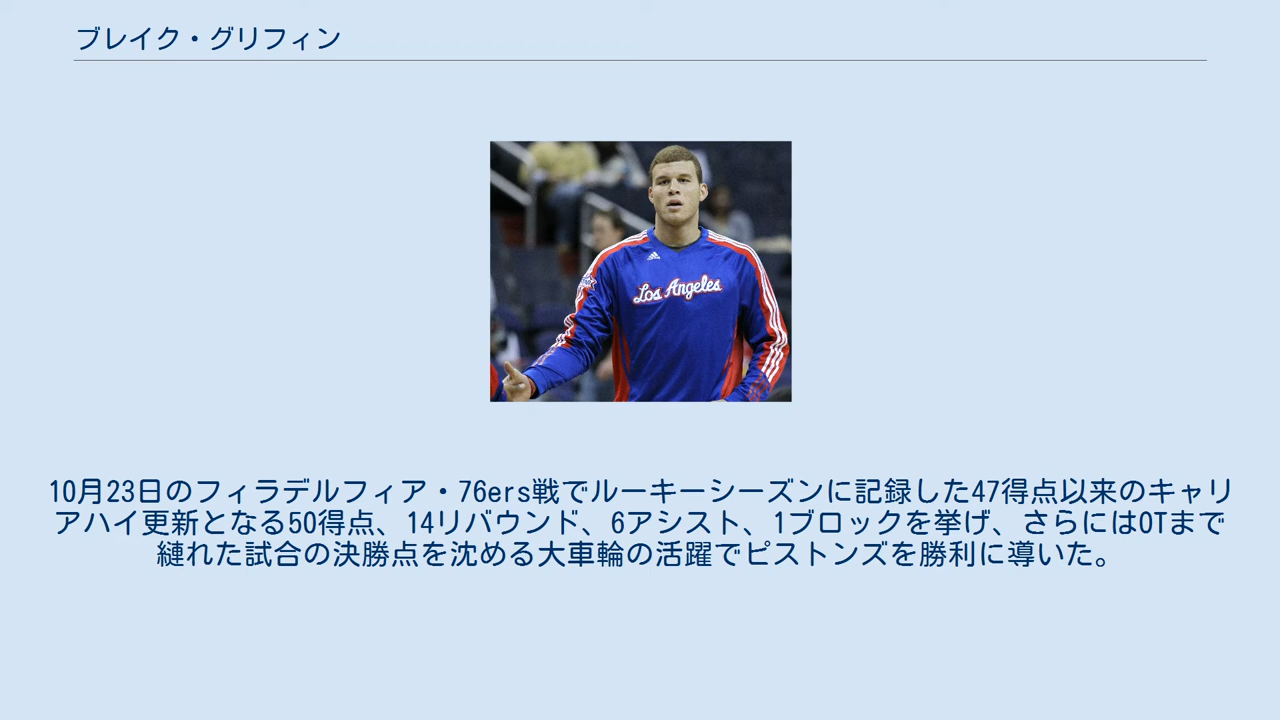 ブレイク・グリフィン
Los Angeles
10月23日のフィラデルフィア・76ers戦でルーキーシーズンに記録した47得点以来のキャリ
アハイ更新となる50得点、14リバウンド、6アシスト、1ブロックを挙げ、さらにはOTまで
縺れた試合の決勝点を沈める大車輪の活躍でピストンズを勝利に導いた。